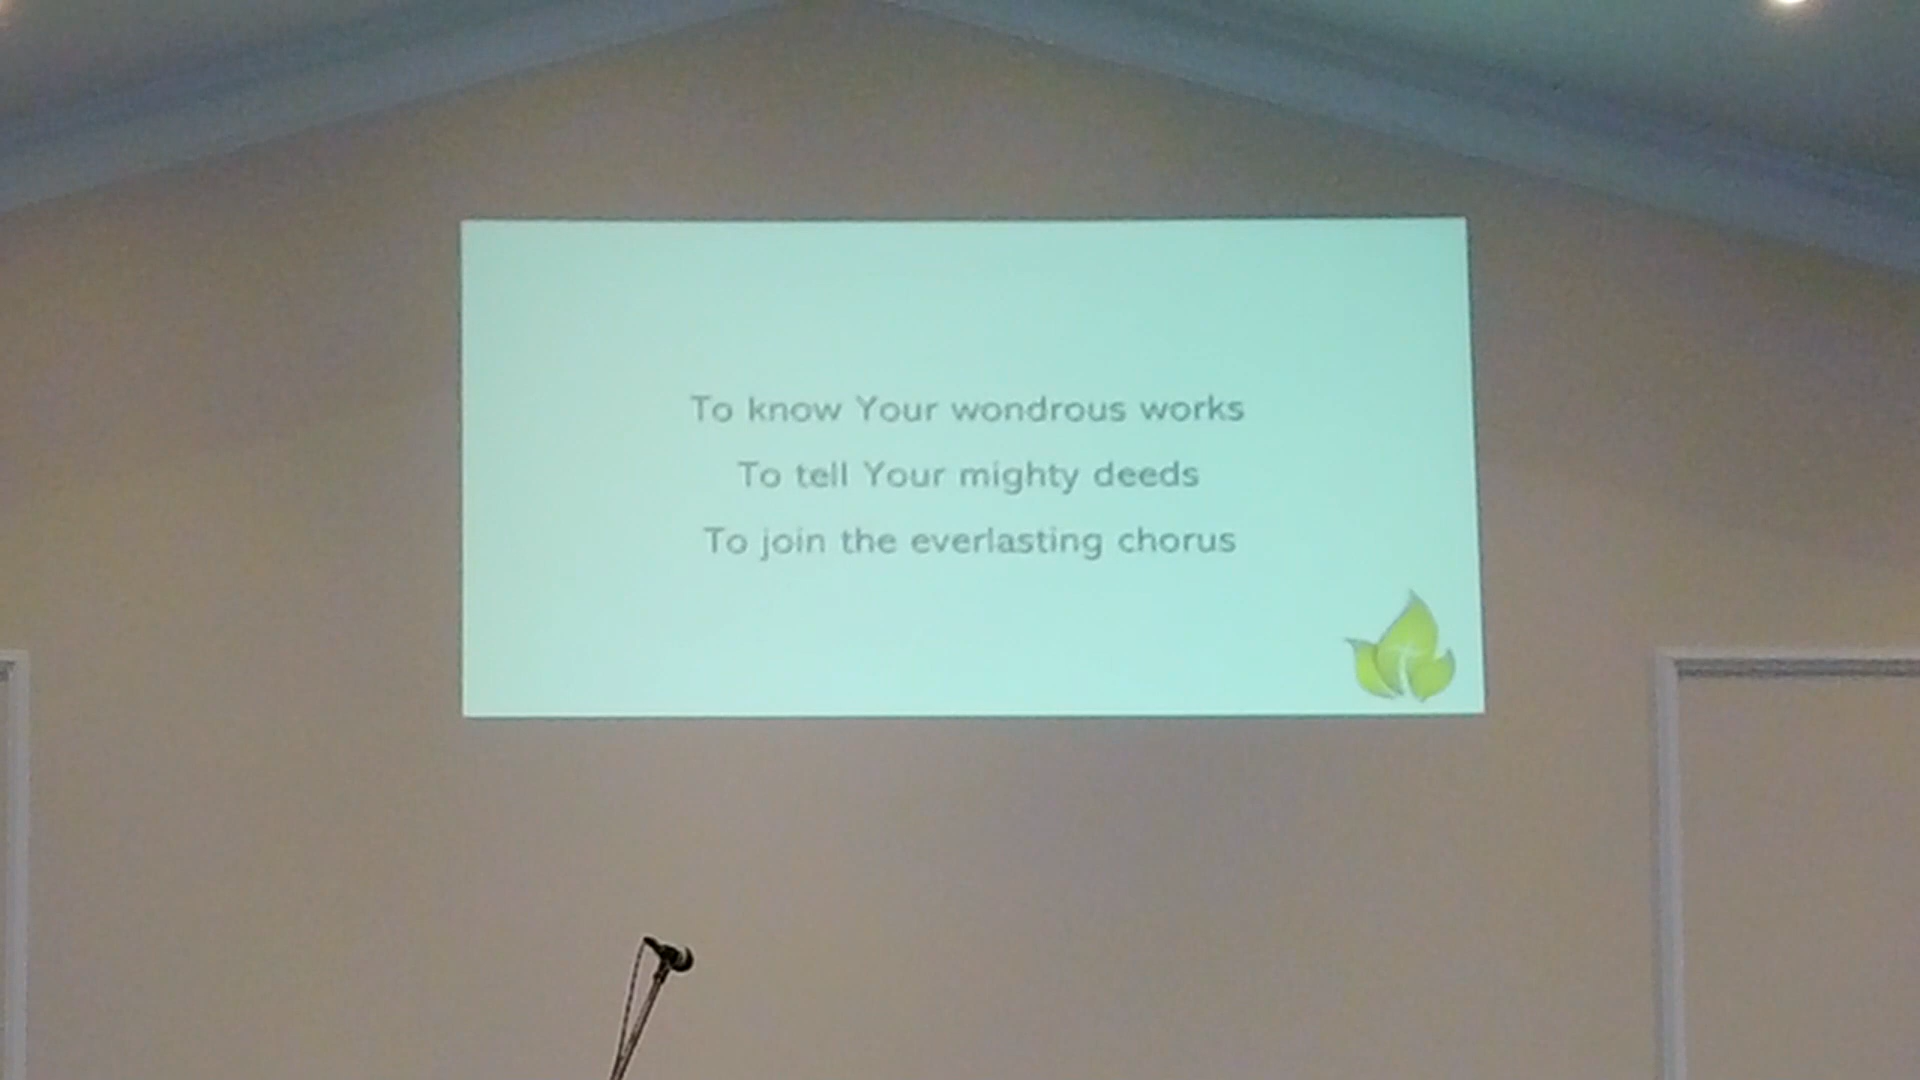 To know Your wondrous works
To tell Your mighty deeds
To join the everlasting chorus